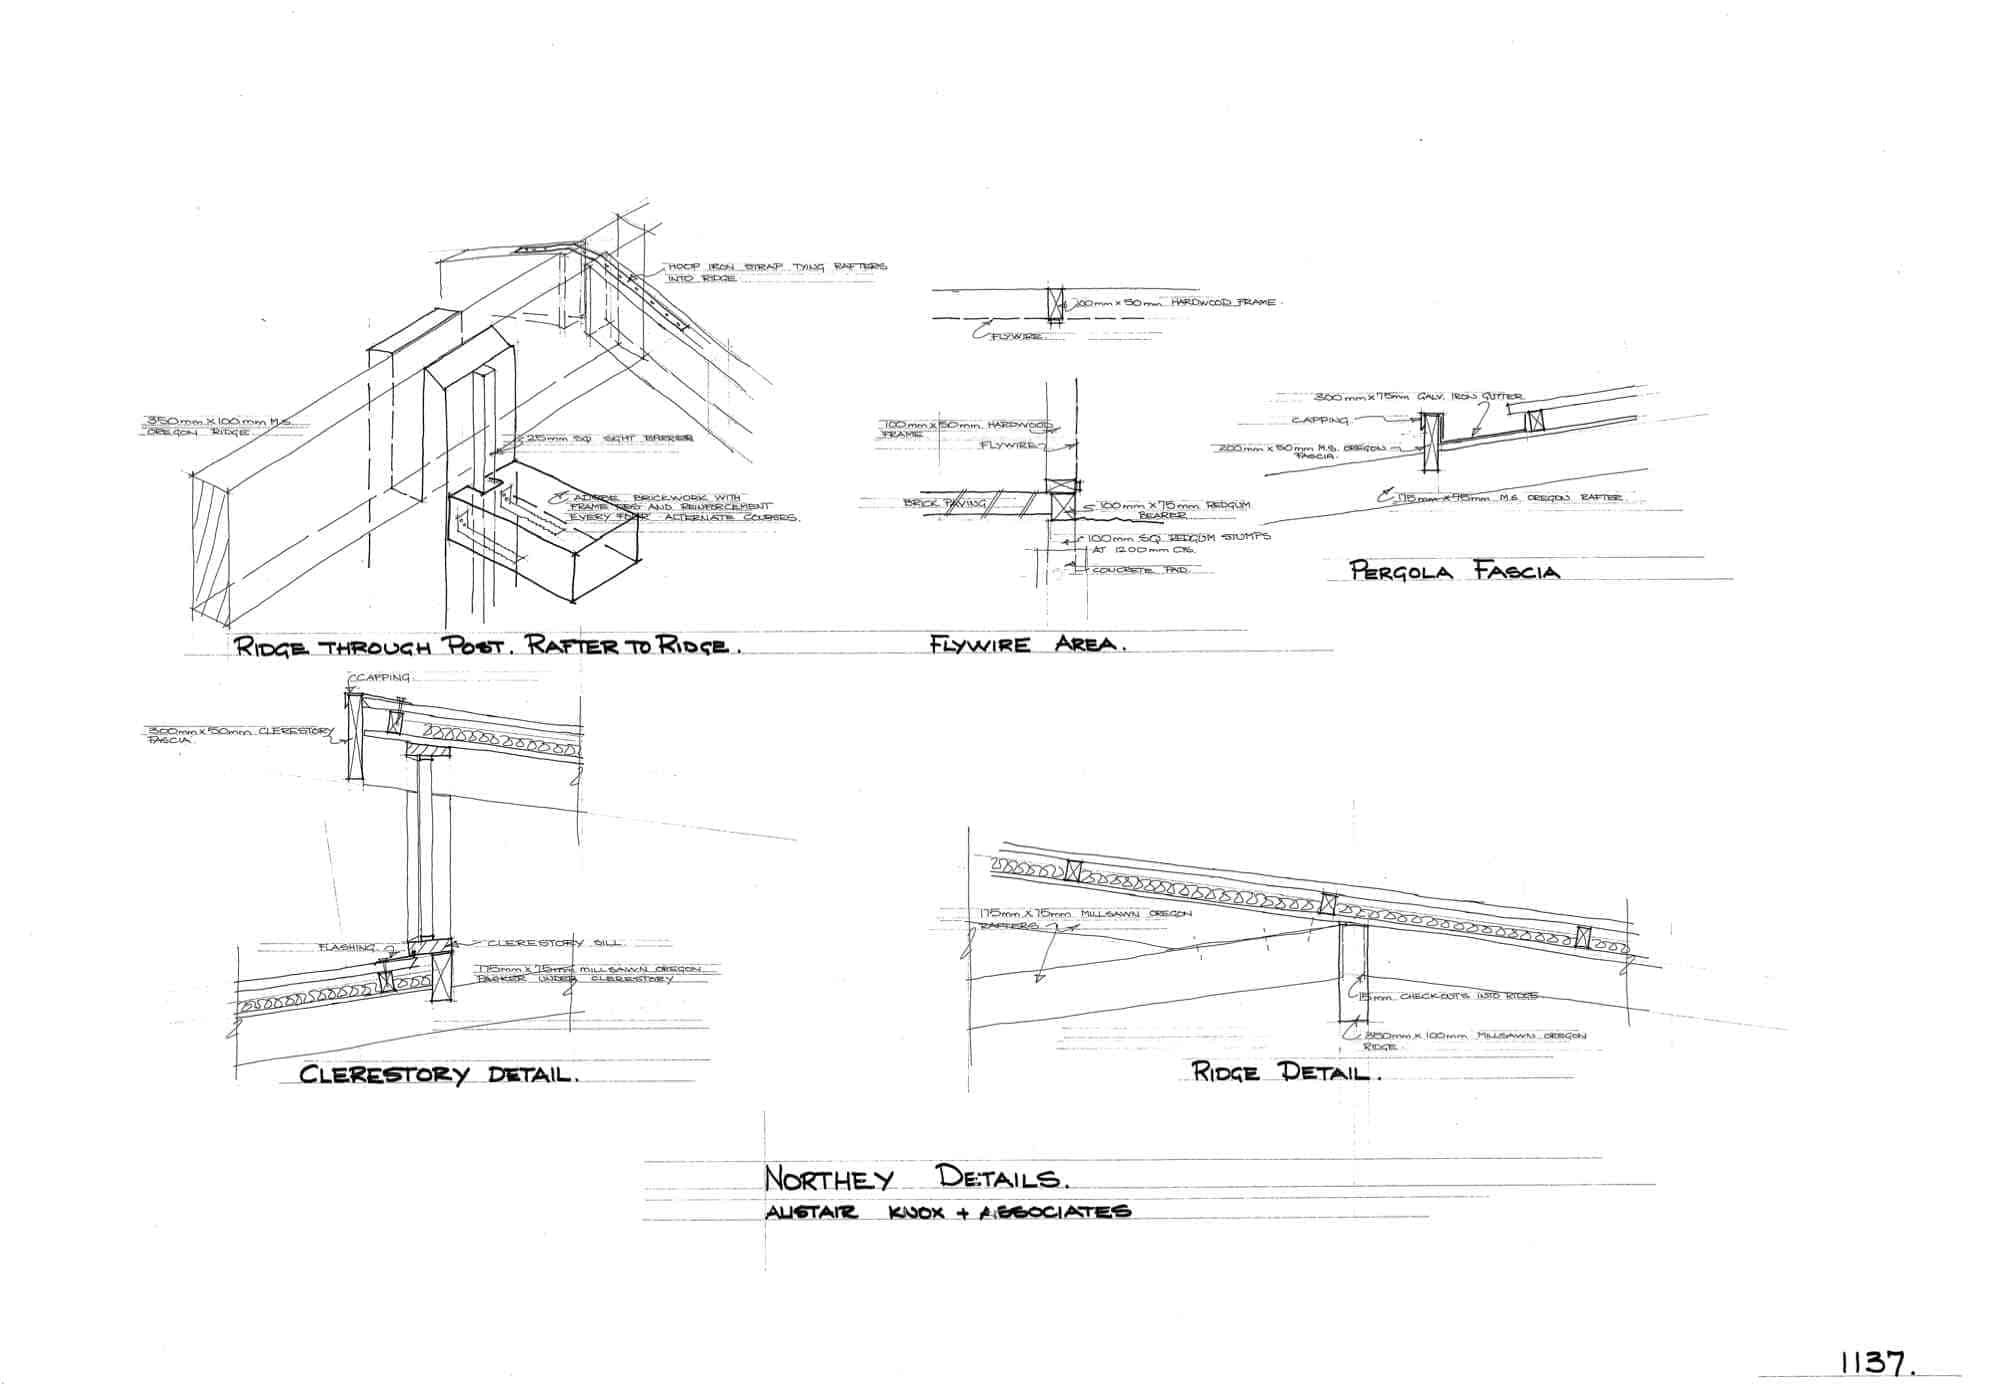 HOOP IRON STRAP TYING RAFTERS
INTO RIDGE
350mm X 100mm M.S.
OREGON RIDGE.
25mm SQ SIGHT BARRIER
ADOBE BRICKWORK WITH
FRAME TIES AND REINFORCEMENT
EVERY FOUR ALTERNATE COURSES.
RIDGE THROUGH POST. RAFTER TO RIDGE.
100mm X 50mm HARDWOOD FRAME.
FLYWIRE.
100mm X 50mm HARDWOOD
FRAME
FLYWIRE
BRICK PAVING
100mm X 75mm REDGUM
BEARER
100mm SQ. REDGUM STUMPS
AT 1200mm CTS.
CONCRETE PAD.
FLYWIRE AREA.
300mm X 75mm GALV. IRON GUTTER
CAPPING.
200mm X 50mm M.S. OREGON
FASCIA.
175mm X 75mm M.S. OREGON RAFTER.
PERGOLA FASCIA
CAPPING.
300mm X 50mm CLERESTORY
FASCIA.
FLASHING
CLERESTORY SILL.
175mm X 75mm MILLSAWN OREGON
PACKER UNDER CLERESTORY
CLERESTORY DETAIL.
175mm X 75mm MILLSAWN OREGON
RAFTERS
15mm CHECKOUTS INTO RIDGE
350mm X 100mm MILLSAWN OREGON
RIDGE.
RIDGE DETAIL.
NORTHEY DETAILS.
ALISTAIR KNOX + ASSOCIATES
1137.